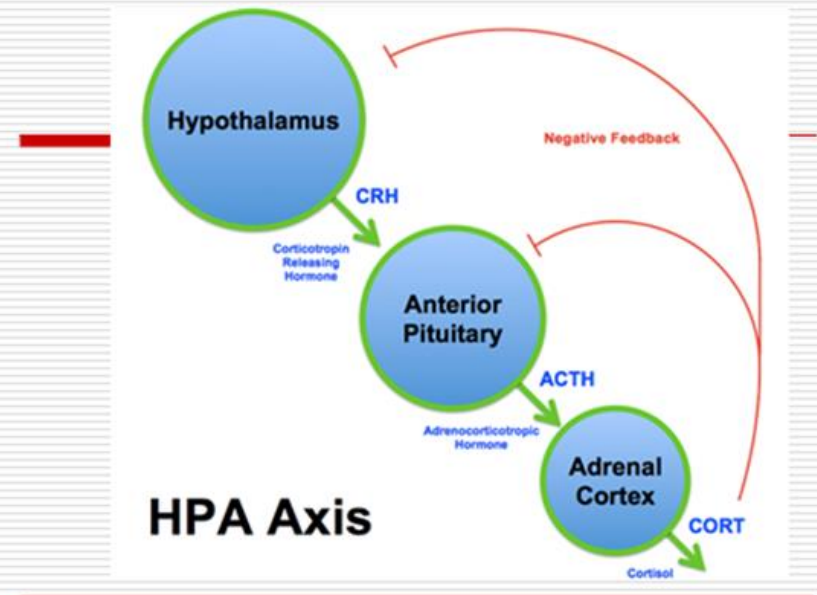 Hypothalamus
Negative Feedback
CRH
Corticotropin
Releasing
Hormone
Anterior
Pituitary
ACTH
Adrenocorticotropic
Hormone
Adrenal
Cortex
HPA Axis
CORT
Cortisol